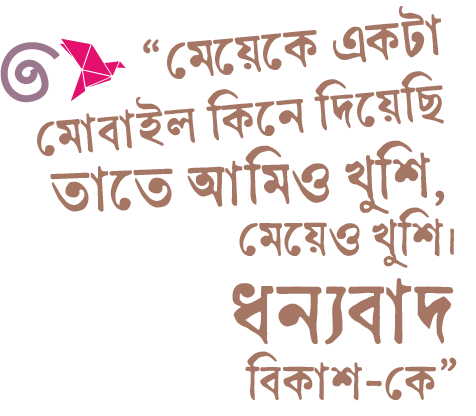 “মেয়েকে একটা
মোবাইল কিনে দিয়েছি
তাতে আমিও খুশি,
মেয়েও খুশি।
ধন্যবাদ
বিকাশ-কে”